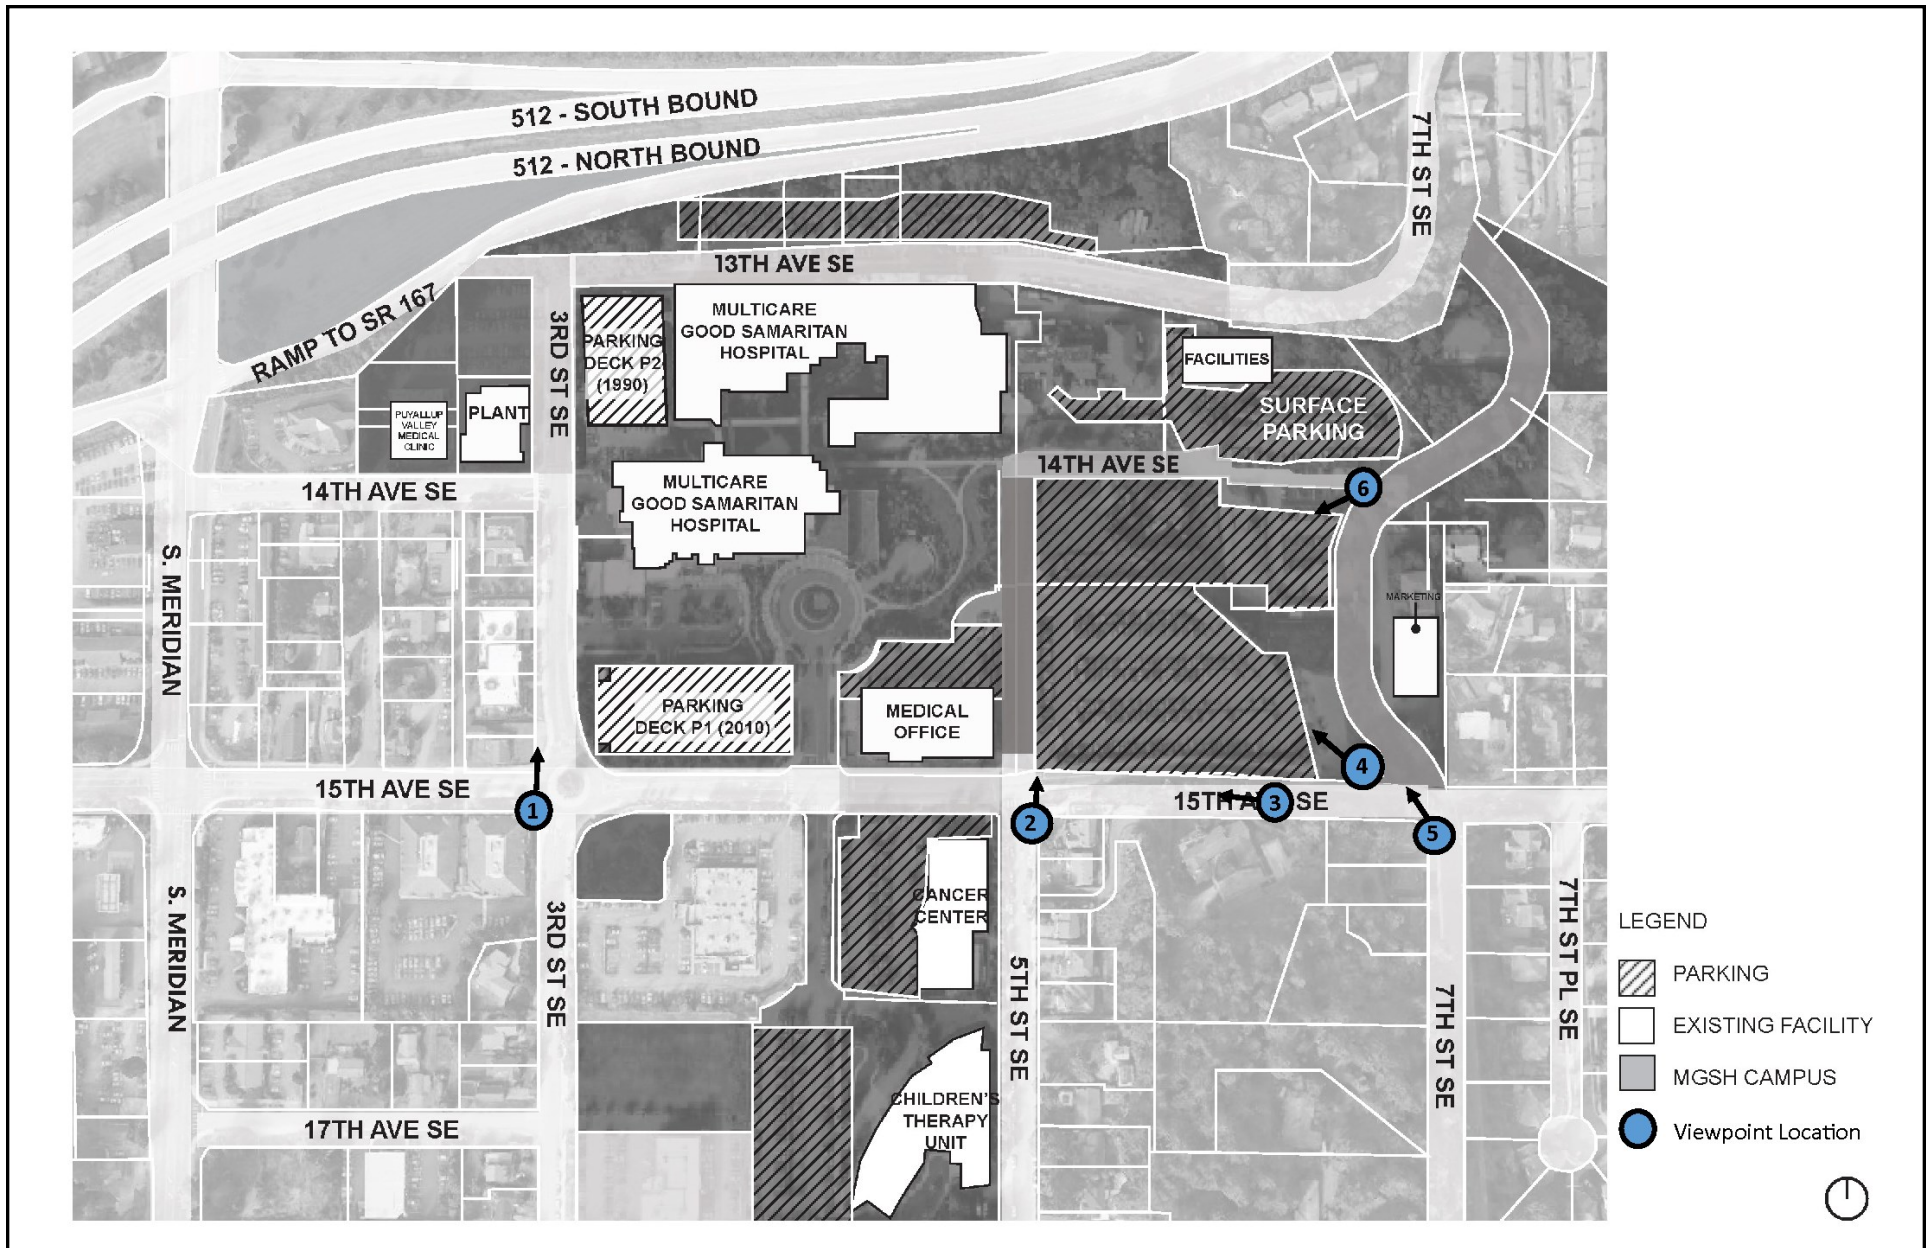 512 - SOUTH BOUND
512 - NORTH BOUND
7TH ST SE
13TH AVE SE
RAMP TO SR 167
3RD ST SE
PARKING
DECK P2
(1990)
MULTICARE
GOOD SAMARITAN
HOSPITAL
FACILITIES
SURFACE
PARKING
PUYALLUP
VALLEY
MEDICAL
CLINIC
PLANT
14TH AVE SE
14TH AVE SE
MULTICARE
GOOD SAMARITAN
HOSPITAL
6
S. MERIDIAN
MARKETING
PARKING
DECK P1 (2010)
MEDICAL
OFFICE
4
15TH AVE SE
1
2
15TH AVE SE
3
5
S. MERIDIAN
3RD ST SE
CANCER
CENTER
5TH ST SE
7TH ST SE
7TH ST PL SE
CHILDREN'S
THERAPY
UNIT
17TH AVE SE
LEGEND
PARKING
EXISTING FACILITY
MGSH CAMPUS
Viewpoint Location